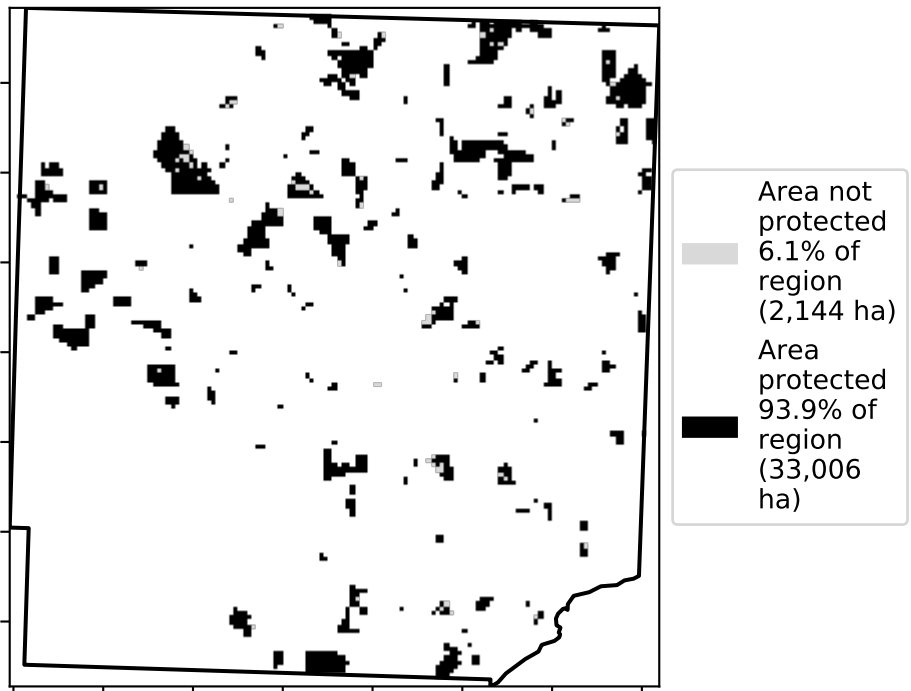 Area not
protected
6.1% of
region
(2,144 ha)
Area
protected
93.9% of
region
(33,006
ha)